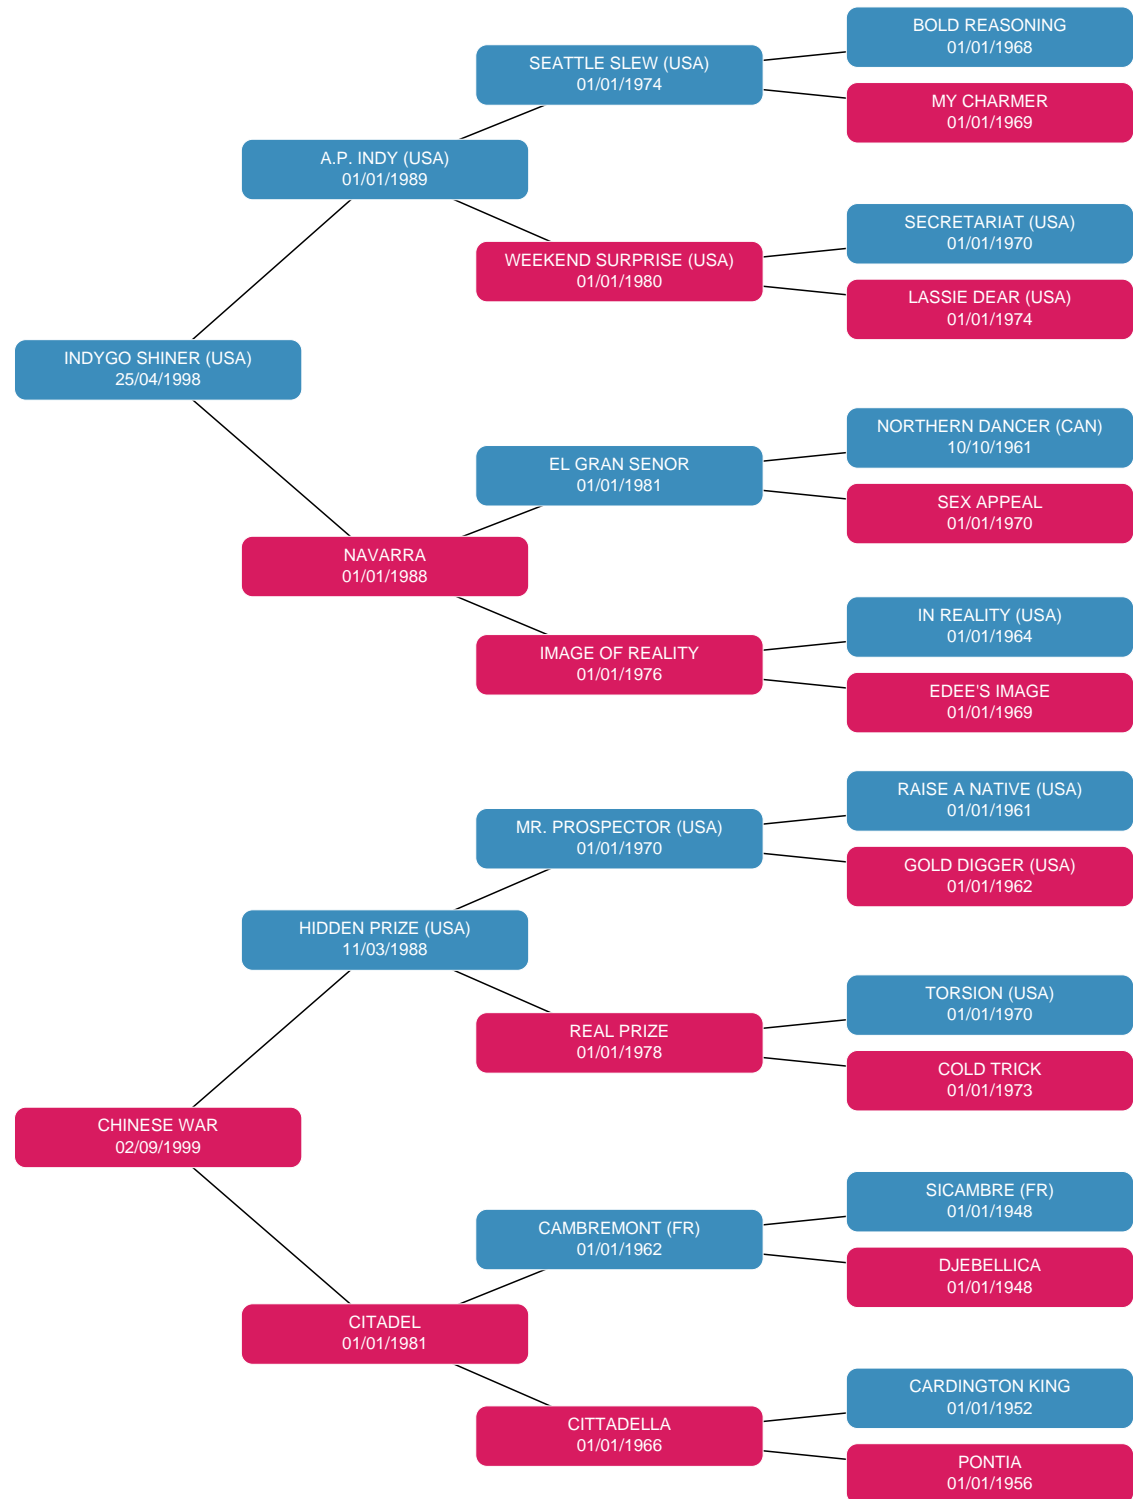 BOLD REASONING
01/01/1968
SEATTLE SLEW (USA)
01/01/1974
MY CHARMER
01/01/1969
A.P. INDY (USA)
01/01/1989
SECRETARIAT (USA)
01/01/1970
WEEKEND SURPRISE (USA)
01/01/1980
LASSIE DEAR (USA)
01/01/1974
INDYGO SHINER (USA)
25/04/1998
NORTHERN DANCER (CAN)
10/10/1961
EL GRAN SENOR
01/01/1981
SEX APPEAL
01/01/1970
NAVARRA
01/01/1988
IN REALITY (USA)
01/01/1964
IMAGE OF REALITY
01/01/1976
EDEE'S IMAGE
01/01/1969
RAISE A NATIVE (USA)
01/01/1961
MR. PROSPECTOR (USA)
01/01/1970
GOLD DIGGER (USA)
01/01/1962
HIDDEN PRIZE (USA)
11/03/1988
TORSION (USA)
01/01/1970
REAL PRIZE
01/01/1978
COLD TRICK
01/01/1973
CHINESE WAR
02/09/1999
SICAMBRE (FR)
01/01/1948
CAMBREMONT (FR)
01/01/1962
DJEBELLICA
01/01/1948
CITADEL
01/01/1981
CARDINGTON KING
01/01/1952
CITTADELLA
01/01/1966
PONTIA
01/01/1956